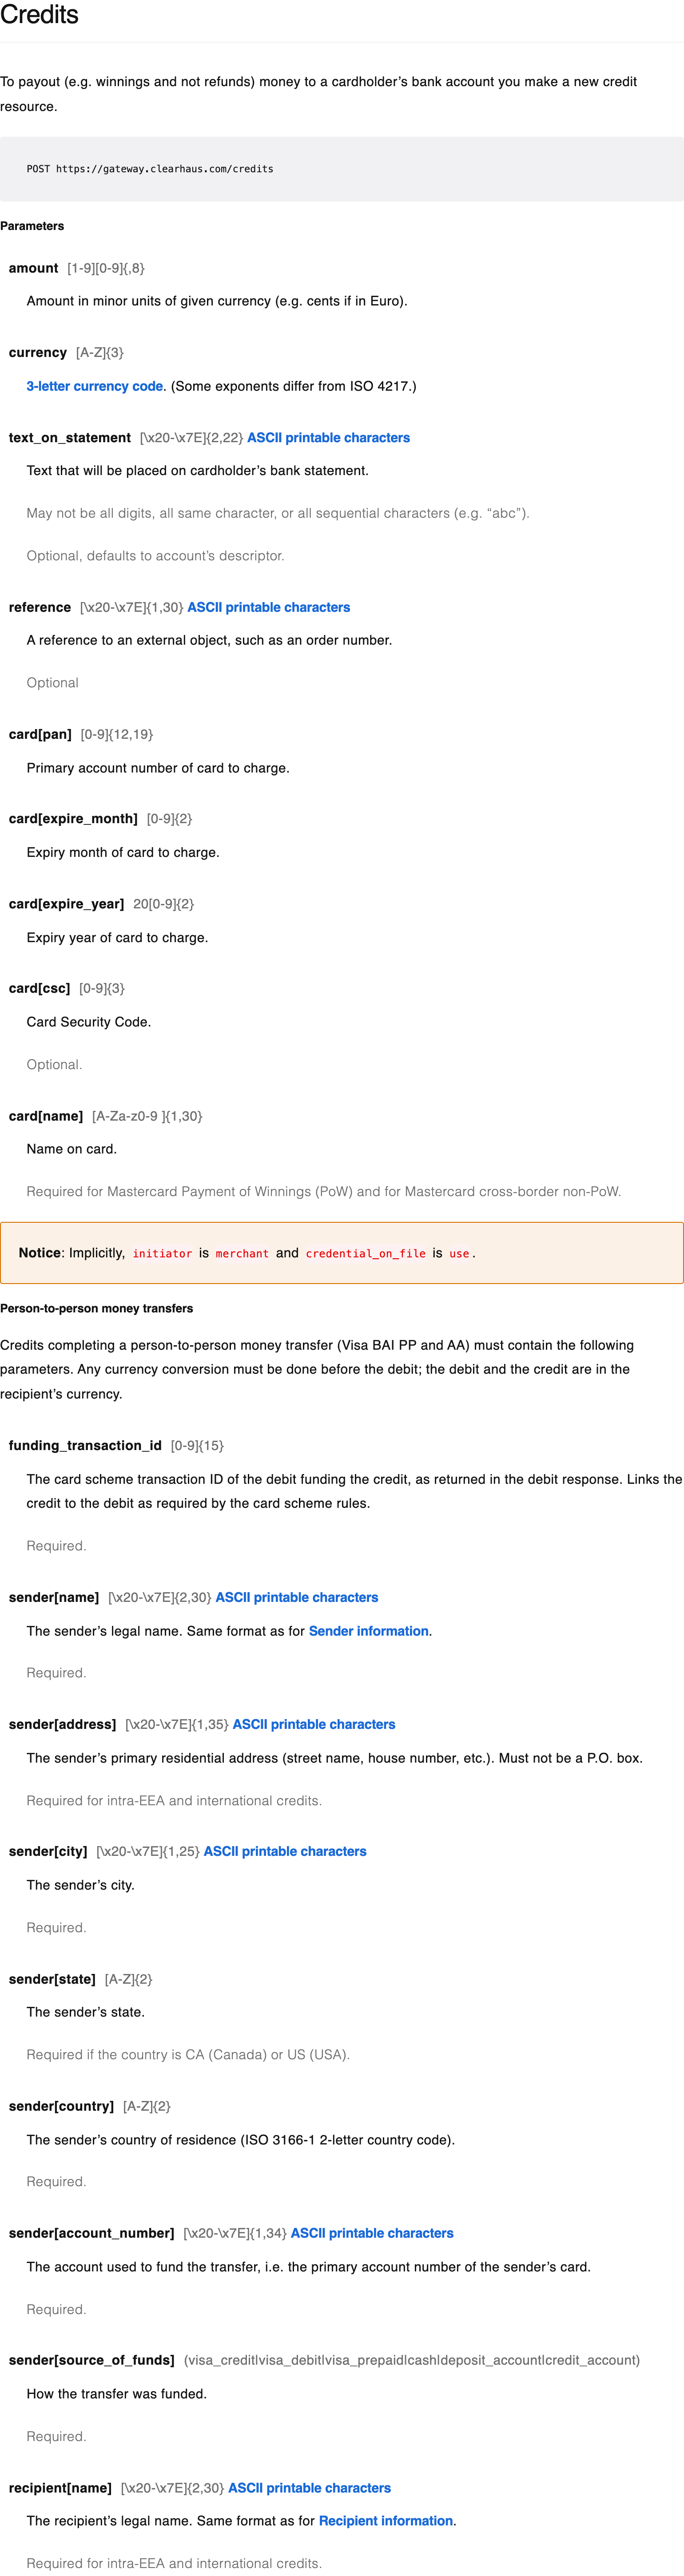 Credits
To payout (e.g. winnings and not refunds) money to a cardholder’s bank account you make a new credit
resource.
POST https://gateway.clearhaus.com/credits
Parameters
amount [1-9][0-9]{,8}
Amount in minor units of given currency (e.g. cents if in Euro).
currency [A-Z]{3}
3-letter currency code. (Some exponents differ from ISO 4217.)
text_on_statement [\x20-\x7E]{2,22} ASCII printable characters
Text that will be placed on cardholder’s bank statement.
May not be all digits, all same character, or all sequential characters (e.g. “abc”).
Optional, defaults to account’s descriptor.
reference [\x20-\x7E]{1,30} ASCII printable characters
A reference to an external object, such as an order number.
Optional
card[pan] [0-9]{12,19}
Primary account number of card to charge.
card[expire_month] [0-9]{2}
Expiry month of card to charge.
card[expire_year] 20[0-9]{2}
Expiry year of card to charge.
card[csc] [0-9]{3}
Card Security Code.
Optional.
card[name] [A-Za-z0-9 ]{1,30}
Name on card.
Required for Mastercard Payment of Winnings (PoW) and for Mastercard cross-border non-PoW.
Notice: Implicitly, initiator is merchant and credential_on_file is use.
Person-to-person money transfers
Credits completing a person-to-person money transfer (Visa BAI PP and AA) must contain the following
parameters. Any currency conversion must be done before the debit; the debit and the credit are in the
recipient’s currency.
funding_transaction_id [0-9]{15}
The card scheme transaction ID of the debit funding the credit, as returned in the debit response. Links the
credit to the debit as required by the card scheme rules.
Required.
sender[name] [\x20-\x7E]{2,30} ASCII printable characters
The sender’s legal name. Same format as for Sender information.
Required.
sender[address] [\x20-\x7E]{1,35} ASCII printable characters
The sender’s primary residential address (street name, house number, etc.). Must not be a P.O. box.
Required for intra-EEA and international credits.
sender[city] [\x20-\x7E]{1,25} ASCII printable characters
The sender’s city.
Required.
sender[state] [A-Z]{2}
The sender’s state.
Required if the country is CA (Canada) or US (USA).
sender[country] [A-Z]{2}
The sender’s country of residence (ISO 3166-1 2-letter country code).
Required.
sender[account_number] [\x20-\x7E]{1,34} ASCII printable characters
The account used to fund the transfer, i.e. the primary account number of the sender’s card.
Required.
sender[source_of_funds] (visa_credit|visa_debit|visa_prepaid|cash|deposit_account|credit_account)
How the transfer was funded.
Required.
recipient[name] [\x20-\x7E]{2,30} ASCII printable characters
The recipient’s legal name. Same format as for Recipient information.
Required for intra-EEA and international credits.